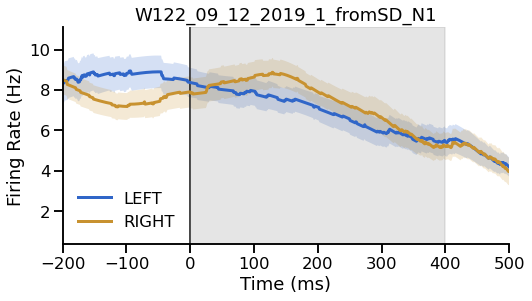 W122_09_12_2019_1_fromSD_N1
Firing Rate (Hz)
10
8
6
4
2
LEFT
RIGHT
−200 −100 0 100 200 300 400 500
Time (ms)